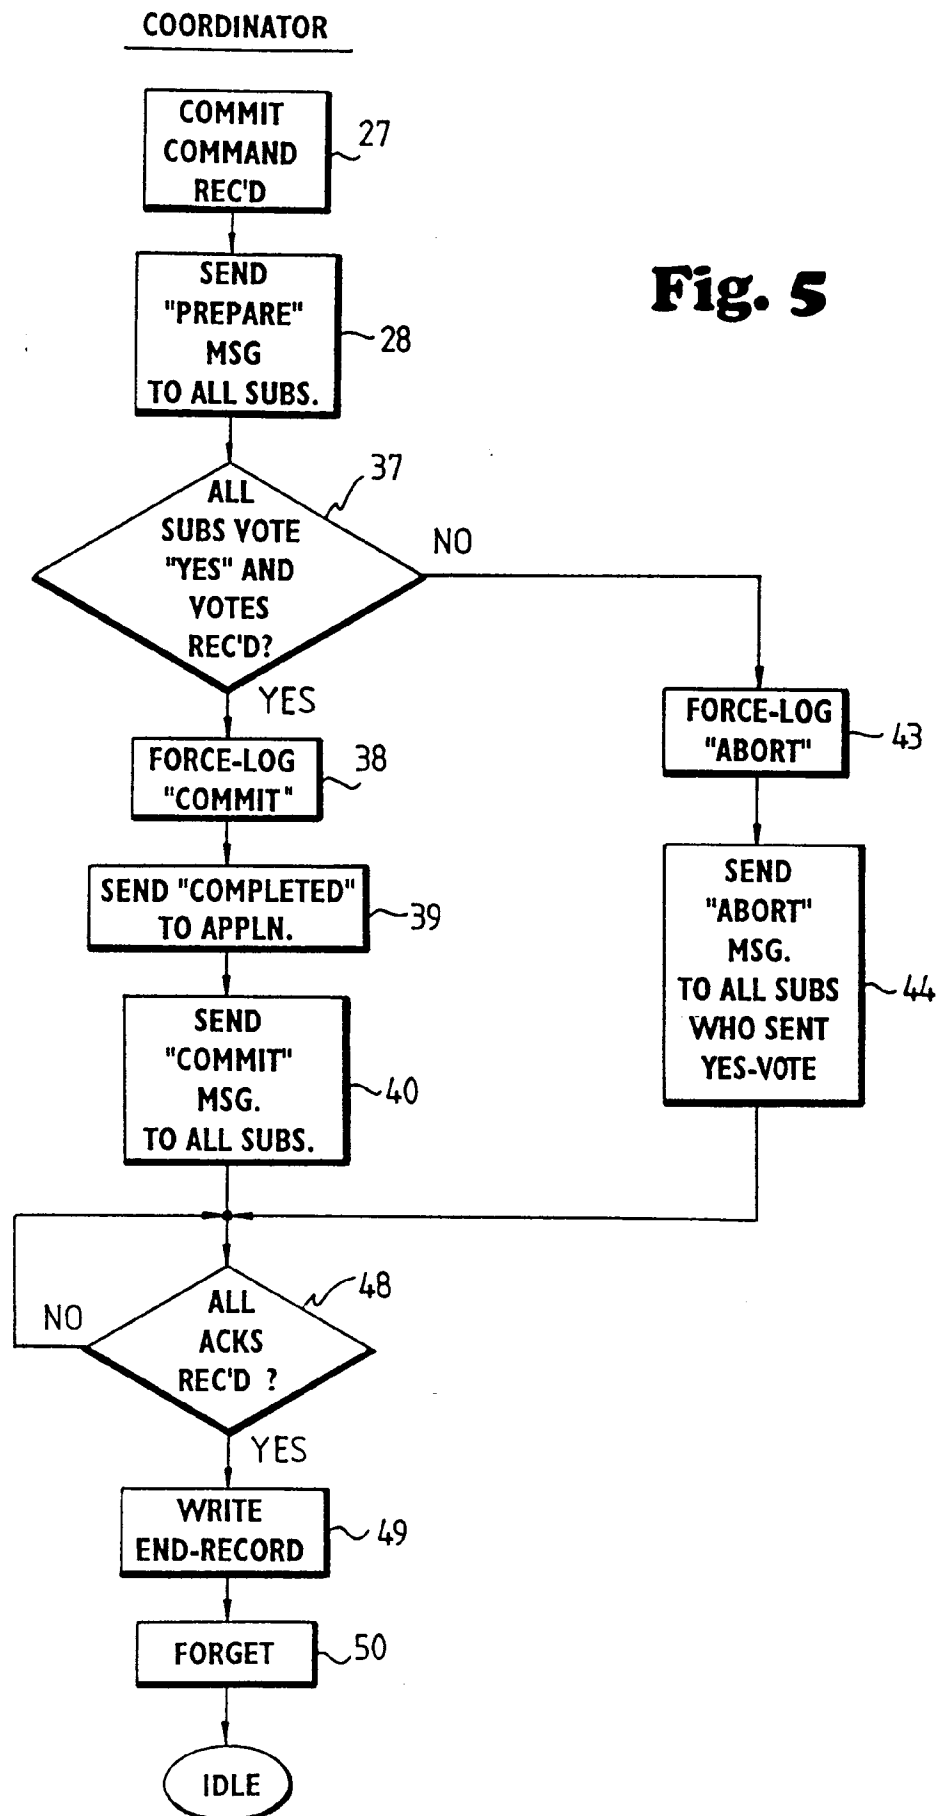 COORDINATOR
COMMIT
COMMAND
REC'D
27
Fig. 5
SEND
"PREPARE"
MSG
TO ALL SUBS.
28
37
ALL
SUBS VOTE
"YES" AND
VOTES
REC'D?
NO
YES
FORCE-LOG
"COMMIT"
38
FORCE-LOG
"ABORT"
43
SEND "COMPLETED"
TO APPLN.
39
SEND
"ABORT"
MSG.
TO ALL SUBS
WHO SENT
YES-VOTE
44
SEND
"COMMIT"
MSG.
TO ALL SUBS.
40
48
ALL
ACKS
REC'D ?
NO
YES
WRITE
END-RECORD
49
FORGET
50
IDLE